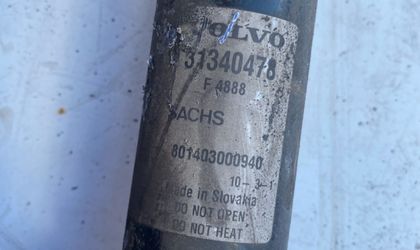 VOLVO
31340478
F 4888
SACHS
801403000940
10-3-1
Made in Slovakia
DO NOT OPEN
DO NOT HEAT